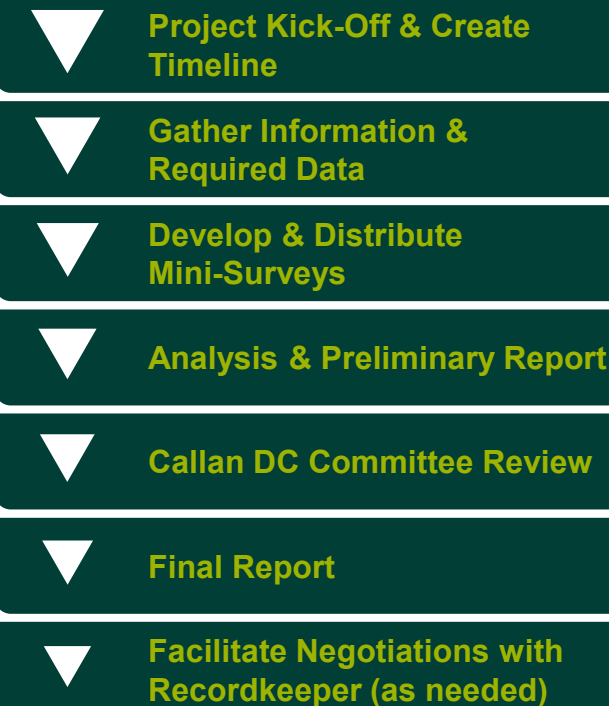 Project Kick-Off & Create
Timeline
Gather Information &
Required Data
Develop & Distribute
Mini-Surveys
Analysis & Preliminary Report
Callan DC Committee Review
Final Report
Facilitate Negotiations with
Recordkeeper (as needed)